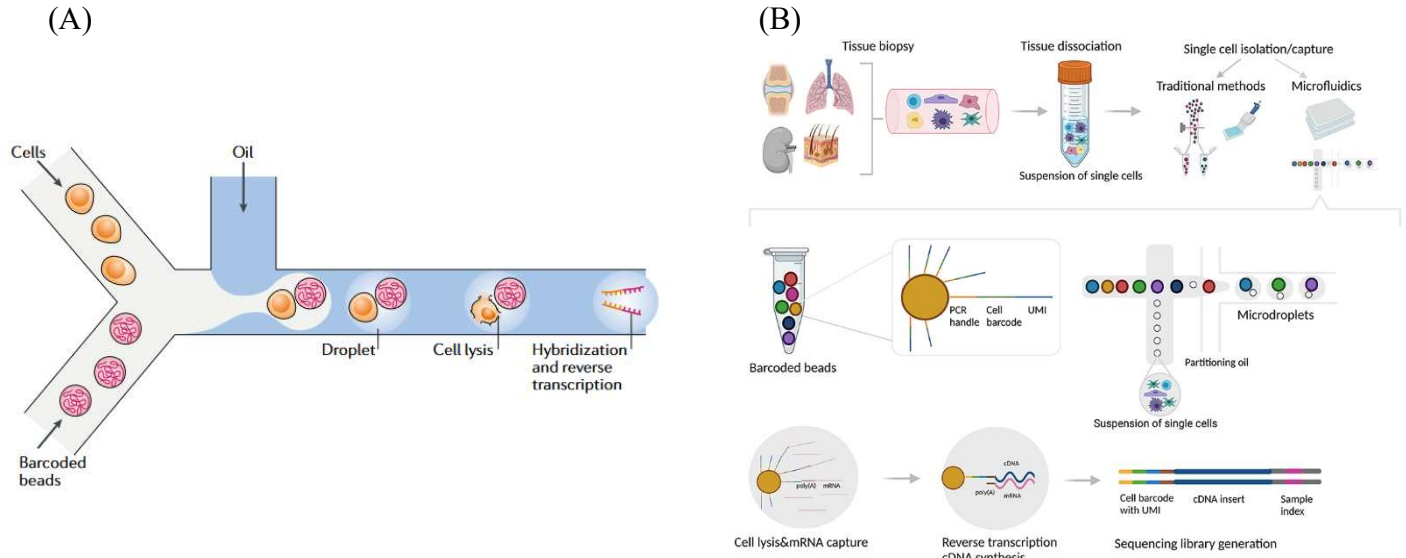 (A)
Cells
Oil
Droplet
Cell lysis
Hybridization
and reverse
transcription
Barcoded
beads
(B)
Tissue biopsy
Tissue dissociation
Suspension of single cells
Single cell isolation/capture
Traditional methods
Microfluidics
Barcoded beads
PCR
handle
Cell
barcode
UMI
Microdroplets
Partitioning oil
Suspension of single cells
poly(A) mRNA
Cell lysis&mRNA capture
cDNA
poly(A)
mRNA
Reverse transcription
cDNA synthesis
Cell barcode
with UMI
cDNA insert
Sample
index
Sequencing library generation